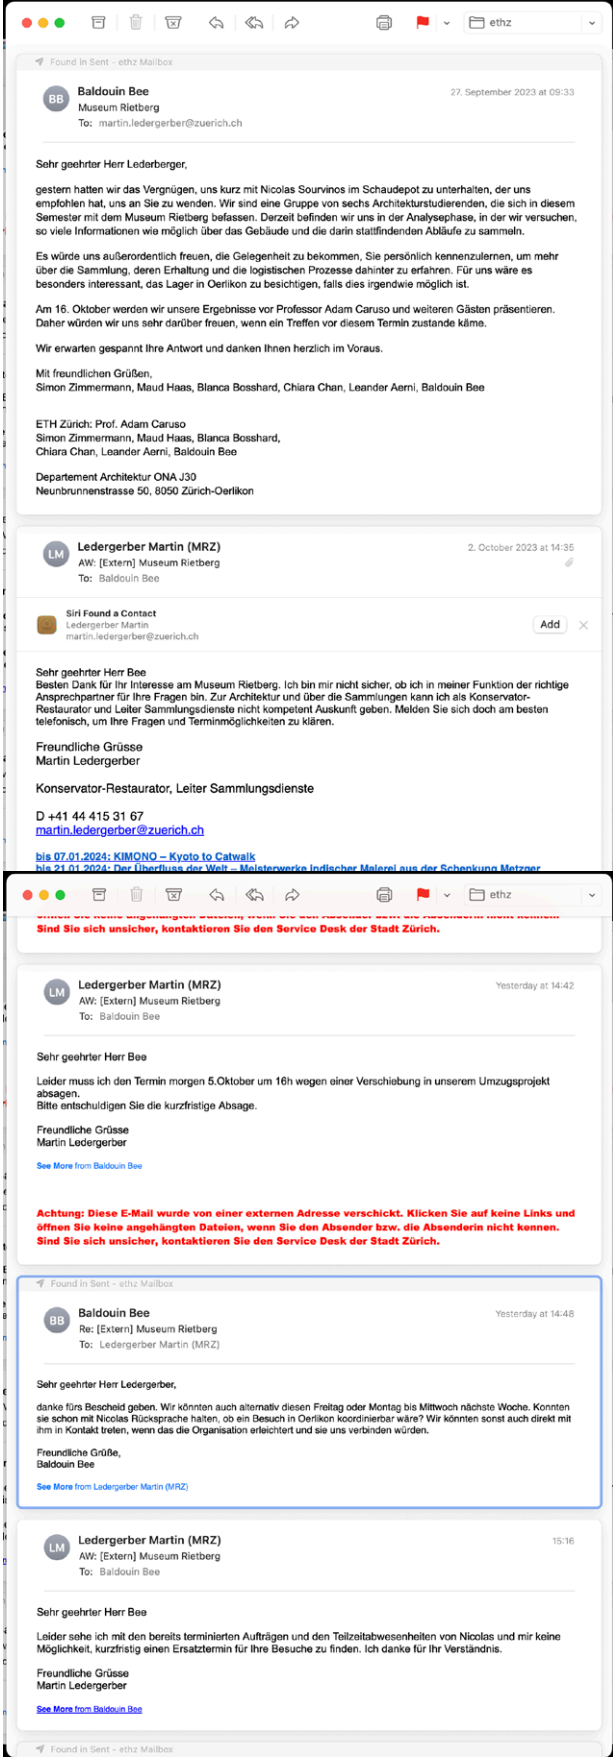 ethz
Found in Sent - ethz Mailbox
BB
Baldouin Bee
27. September 2023 at 09:33
Museum Rietberg
To: martin.ledergerber@zuerich.ch
Sehr geehrter Herr Lederberger,
gestern hatten wir das Vergnügen, uns kurz mit Nicolas Sourvinos im Schaudepot zu unterhalten, der uns
empfohlen hat, uns an Sie zu wenden. Wir sind eine Gruppe von sechs Architekturstudierenden, die sich in diesem
Semester mit dem Museum Rietberg befassen. Derzeit befinden wir uns in der Analysephase, in der wir versuchen,
so viele Informationen wie möglich über das Gebäude und die darin stattfindenden Abläufe zu sammeln.
Es würde uns außerordentlich freuen, die Gelegenheit zu bekommen, Sie persönlich kennenzulernen, um mehr
über die Sammlung, deren Erhaltung und die logistischen Prozesse dahinter zu erfahren. Für uns wäre es
besonders interessant, das Lager in Oerlikon zu besichtigen, falls dies irgendwie möglich ist.
Am 16. Oktober werden wir unsere Ergebnisse vor Professor Adam Caruso und weiteren Gästen präsentieren.
Daher würden wir uns sehr darüber freuen, wenn ein Treffen vor diesem Termin zustande käme.
Wir erwarten gespannt Ihre Antwort und danken Ihnen herzlich im Voraus.
Mit freundlichen Grüßen,
Simon Zimmermann, Maud Haas, Blanca Bosshard, Chiara Chan, Leander Aerni, Baldouin Bee
ETH Zürich: Prof. Adam Caruso
Simon Zimmermann, Maud Haas, Blanca Bosshard,
Chiara Chan, Leander Aerni, Baldouin Bee
Departement Architektur ONA J30
Neunbrunnenstrasse 50, 8050 Zürich-Oerlikon
LM
Ledergerber Martin (MRZ)
2. October 2023 at 14:35
AW: [Extern] Museum Rietberg
To: Baldouin Bee
Siri Found a Contact
Ledergerber Martin
martin.ledergerber@zuerich.ch
Add
Sehr geehrter Herr Bee
Besten Dank für Ihr Interesse am Museum Rietberg. Ich bin mir nicht sicher, ob ich in meiner Funktion der richtige
Ansprechpartner für Ihre Fragen bin. Zur Architektur und über die Sammlungen kann ich als Konservator-
Restaurator und Leiter Sammlungsdienste nicht kompetent Auskunft geben. Melden Sie sich doch am besten
telefonisch, um Ihre Fragen und Terminmöglichkeiten zu klären.
Freundliche Grüsse
Martin Ledergerber
Konservator-Restaurator, Leiter Sammlungsdienste
D +41 44 415 31 67
martin.ledergerber@zuerich.ch
bis 07.01.2024: KIMONO – Kyoto to Catwalk
bis 21.01.2024: Der Überfluss der Welt – Meisterwerke indischer Malerei aus der Schenkung Metzger
ethz
öffnen Sie keine angehängten Dateien, wenn Sie den Absender bzw. die Absenderin nicht kennen.
Sind Sie sich unsicher, kontaktieren Sie den Service Desk der Stadt Zürich.
LM
Ledergerber Martin (MRZ)
Yesterday at 14:42
AW: [Extern] Museum Rietberg
To: Baldouin Bee
Sehr geehrter Herr Bee
Leider muss ich den Termin morgen 5.Oktober um 16h wegen einer Verschiebung in unserem Umzugsprojekt
absagen.
Bitte entschuldigen Sie die kurzfristige Absage.
Freundliche Grüsse
Martin Ledergerber
See More from Baldouin Bee
Achtung: Diese E-Mail wurde von einer externen Adresse verschickt. Klicken Sie auf keine Links und
öffnen Sie keine angehängten Dateien, wenn Sie den Absender bzw. die Absenderin nicht kennen.
Sind Sie sich unsicher, kontaktieren Sie den Service Desk der Stadt Zürich.
Found in Sent - ethz Mailbox
BB
Baldouin Bee
Yesterday at 14:48
Re: [Extern] Museum Rietberg
To: Ledergerber Martin (MRZ)
Sehr geehrter Herr Ledergerber,
danke fürs Bescheid geben. Wir könnten auch alternativ diesen Freitag oder Montag bis Mittwoch nächste Woche. Konnten
sie schon mit Nicolas Rücksprache halten, ob ein Besuch in Oerlikon koordinierbar wäre? Wir könnten sonst auch direkt mit
ihm in Kontakt treten, wenn das die Organisation erleichtert und sie uns verbinden würden.
Freundliche Grüße,
Baldouin Bee
See More from Ledergerber Martin (MRZ)
LM
Ledergerber Martin (MRZ)
15:16
AW: [Extern] Museum Rietberg
To: Baldouin Bee
Sehr geehrter Herr Bee
Leider sehe ich mit den bereits terminierten Aufträgen und den Teilzeitabwesenheiten von Nicolas und mir keine
Möglichkeit, kurzfristig einen Ersatztermin für Ihre Besuche zu finden. Ich danke für Ihr Verständnis.
Freundliche Grüsse
Martin Ledergerber
See More from Baldouin Bee
Found in Sent - ethz Mailbox